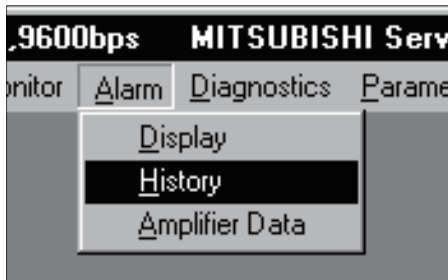 ,9600bps MITSUBISHI Serv
onitor Alarm Diagnostics Parame
Display
History
Amplifier Data